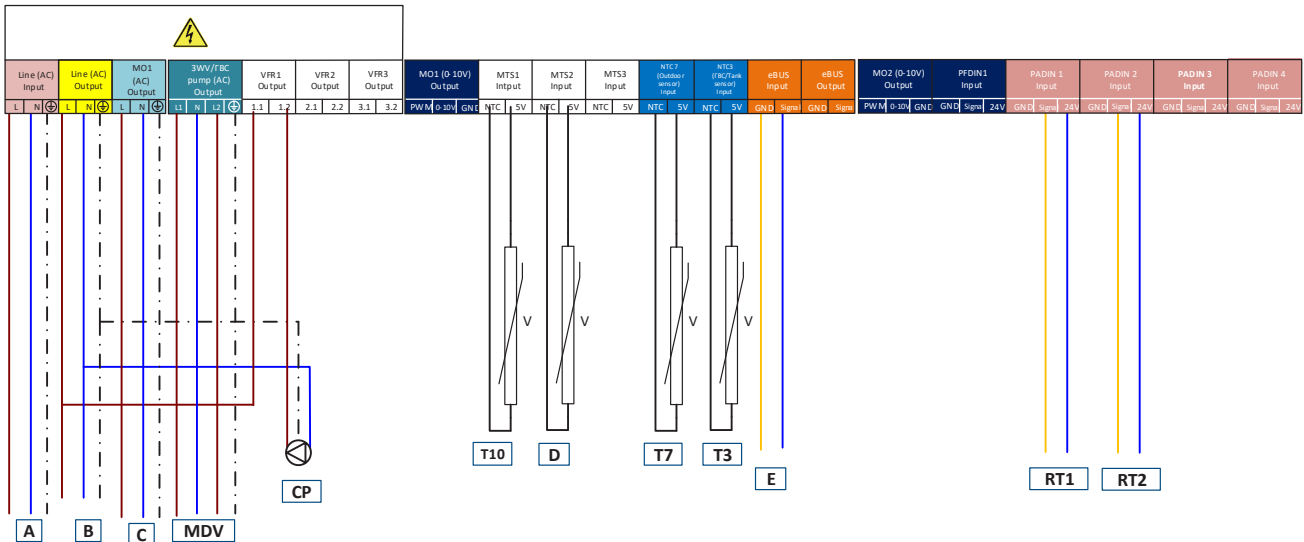 Line (AC) Input
Line (AC) Output
MO1 (AC) Output
3WV/ГВС pump (AC) Output
VFR1 Output
VFR2 Output
VFR3 Output
MO1 (0-10V) Output
MTS1 Intput
MTS2 Input
MTS3 Input
NTC7 (Outdoor sensor) Input
NTC3 (ГВС/Tank sensor) Input
eBUS Input
eBUS Output
MO2 (0-10V) Output
PFDIN1 Input
PADIN 1 Input
PADIN 2 Input
PADIN 3 Input
PADIN 4 Input
L N
L N
L N
L1 N L2
1.1 1.2
2.1 2.2
3.1 3.2
PWM 0-10V GND
NTC 5V
NTC 5V
NTC 5V
NTC 5V
NTC 5V
GND Signal
GND Signal
PWM 0-10V GND
GND Signal 24V
GND Signal 24V
GND Signal 24V
GND Signal 24V
GND Signal 24V
V
V
V
V
T10
D
T7
T3
E
RT1
RT2
CP
A
B
C
MDV